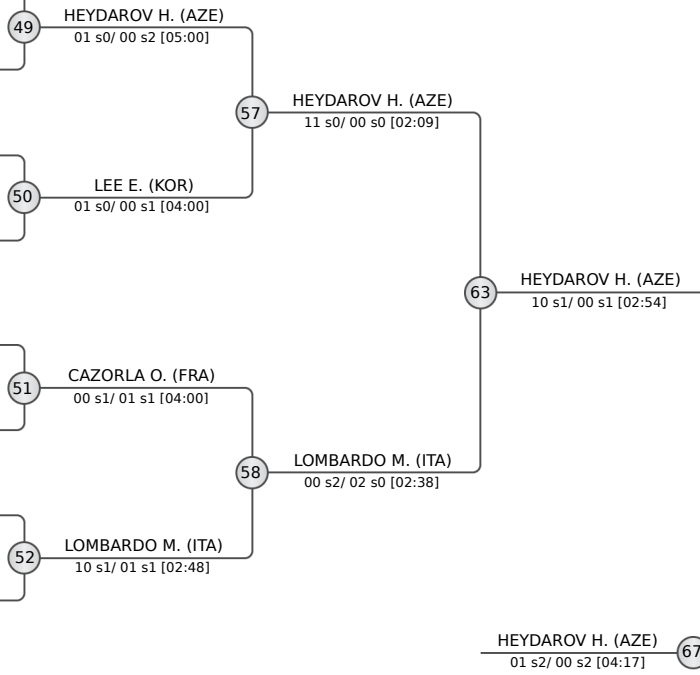 49
HEYDAROV H. (AZE)
01 s0/ 00 s2 [05:00]
57
HEYDAROV H. (AZE)
11 s0/ 00 s0 [02:09]
50
LEE E. (KOR)
01 s0/ 00 s1 [04:00]
63
HEYDAROV H. (AZE)
10 s1/ 00 s1 [02:54]
51
CAZORLA O. (FRA)
00 s1/ 01 s1 [04:00]
58
LOMBARDO M. (ITA)
00 s2/ 02 s0 [02:38]
52
LOMBARDO M. (ITA)
10 s1/ 01 s1 [02:48]
HEYDAROV H. (AZE)
01 s2/ 00 s2 [04:17]
67